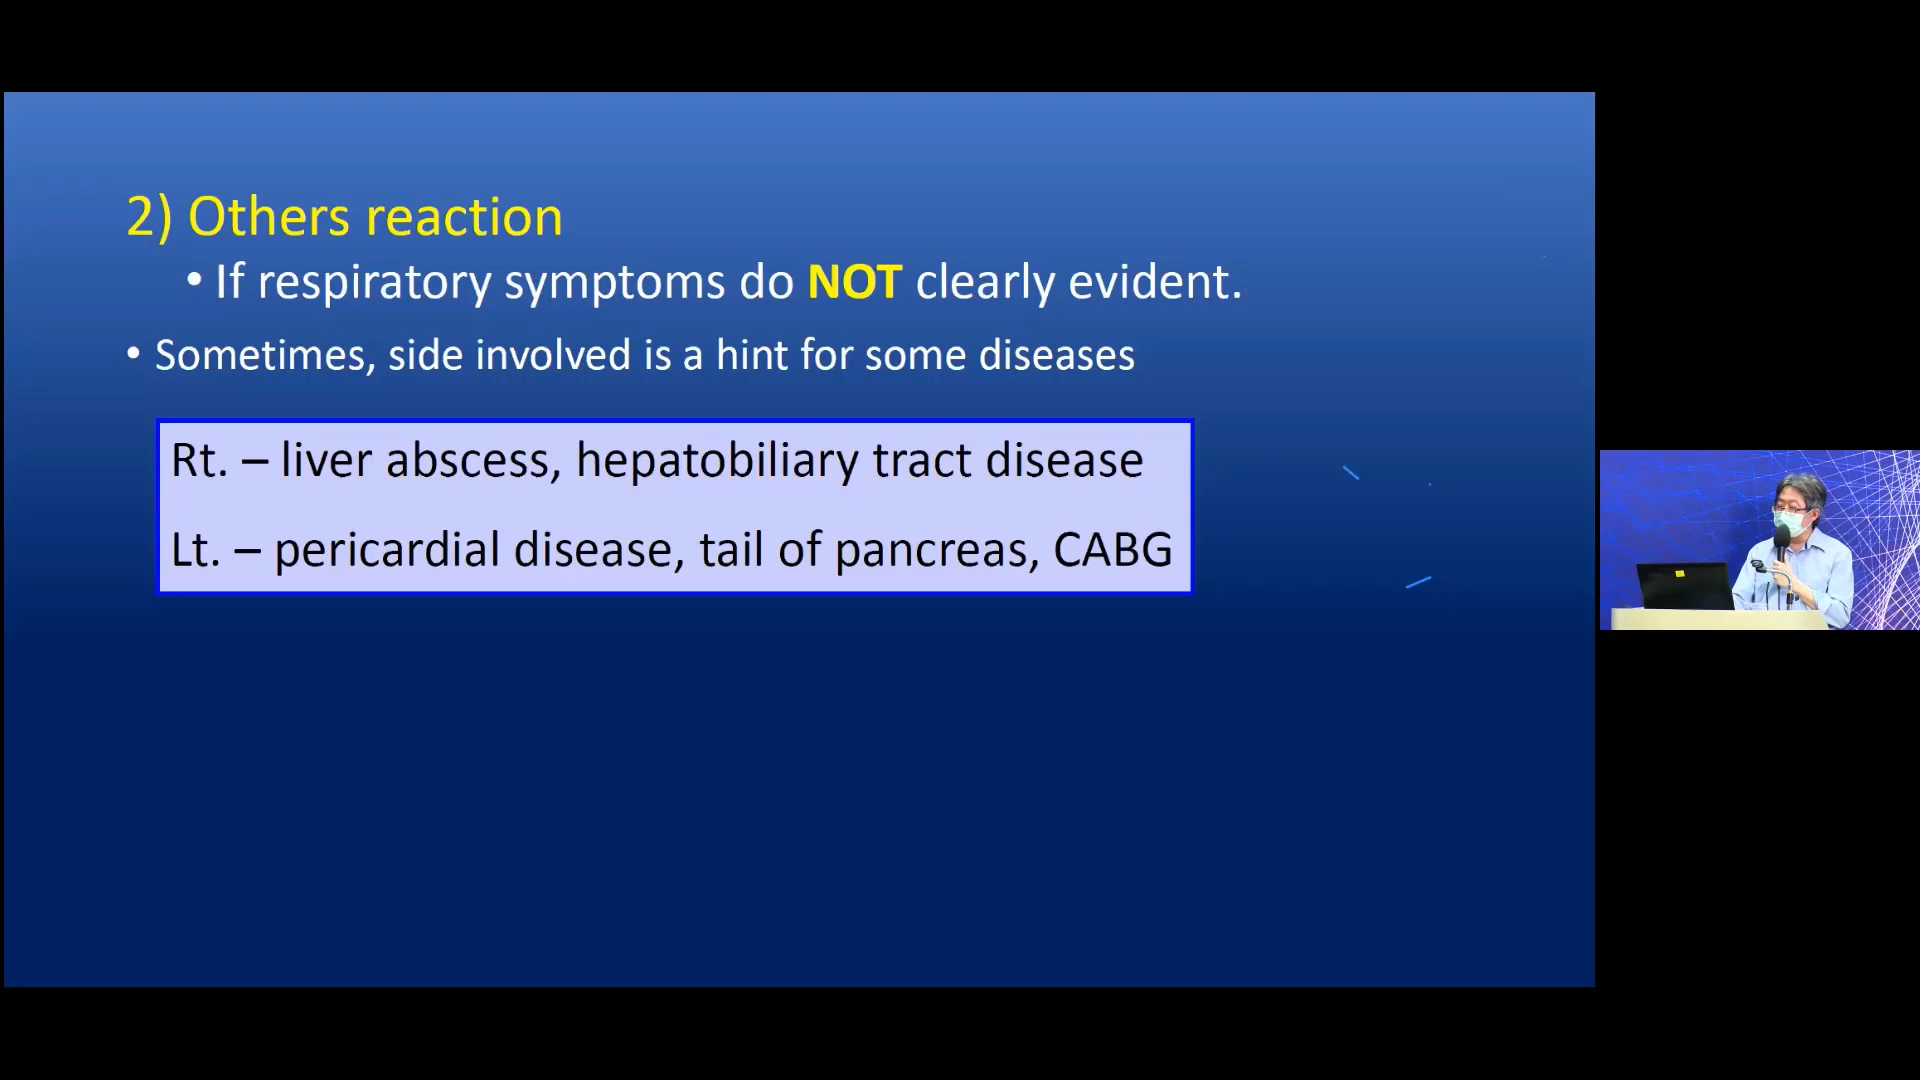 2) Others reaction
• If respiratory symptoms do NOT clearly evident.
• Sometimes, side involved is a hint for some diseases
Rt. – liver abscess, hepatobiliary tract disease
Lt. – pericardial disease, tail of pancreas, CABG